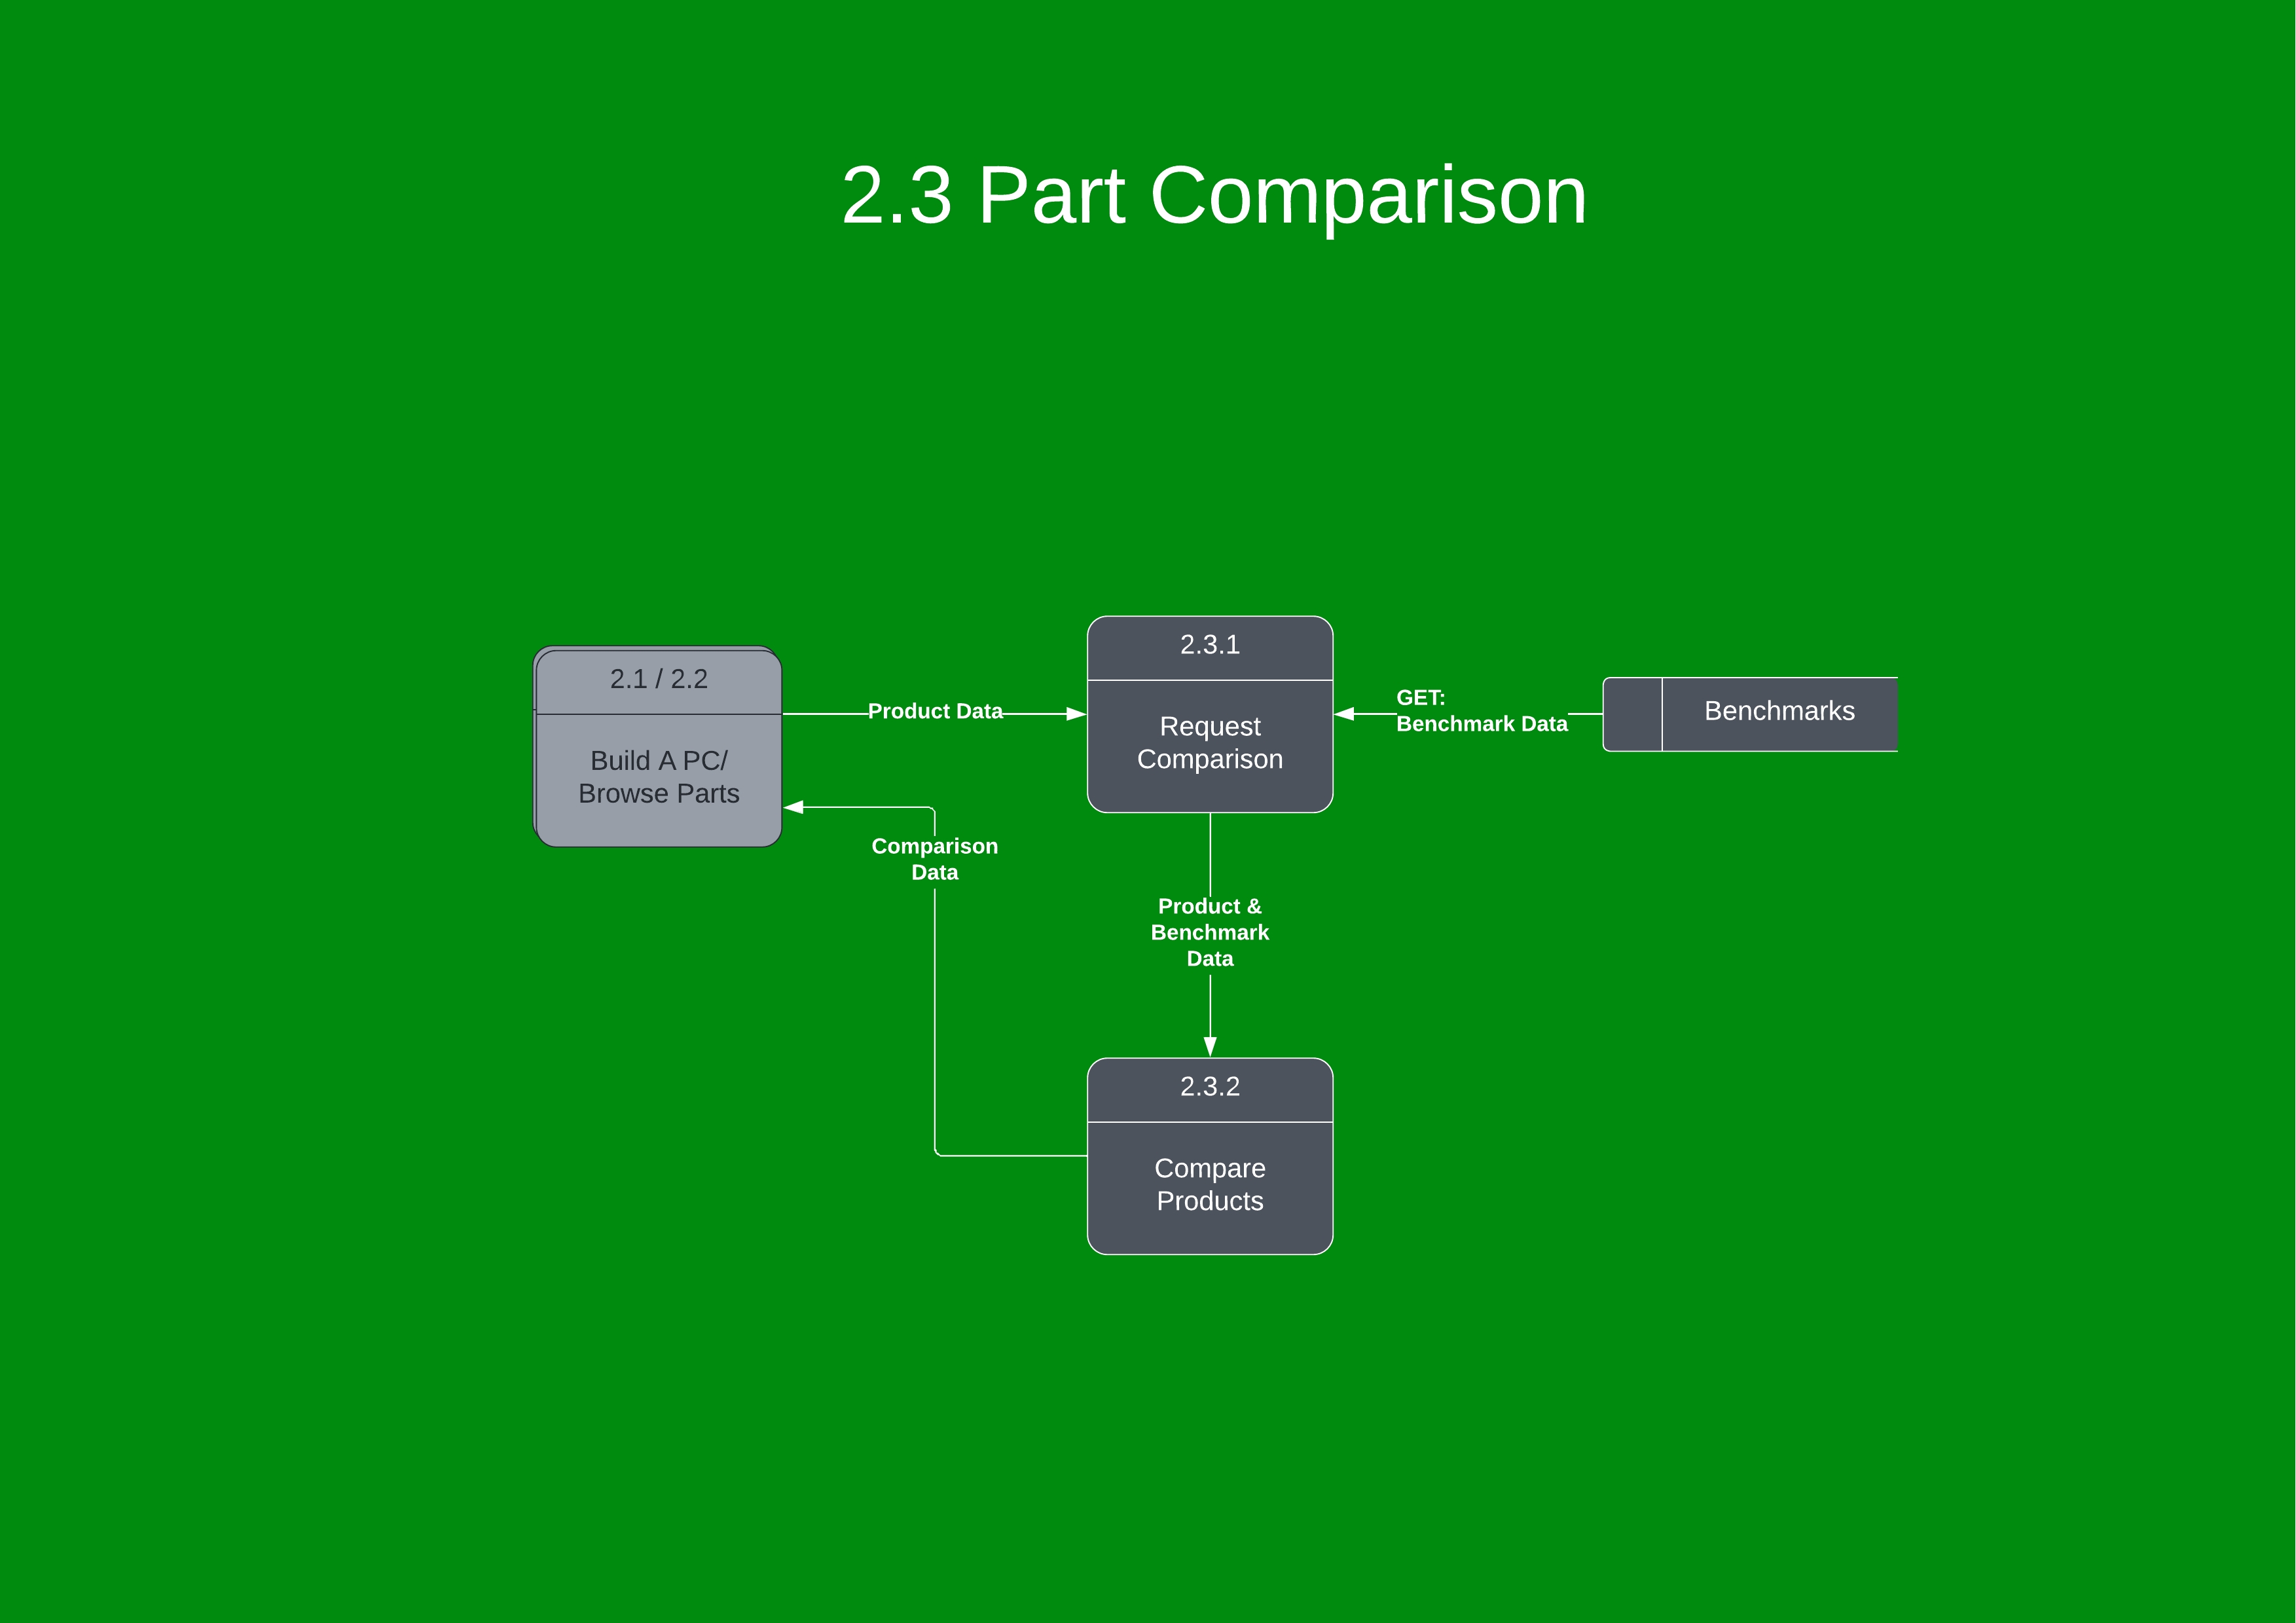 2.3 Part Comparison
2.1 / 2.2
Build A PC/
Browse Parts
Product Data
2.3.1
Request
Comparison
GET:
Benchmark Data
Benchmarks
Comparison
Data
Product &
Benchmark
Data
2.3.2
Compare
Products